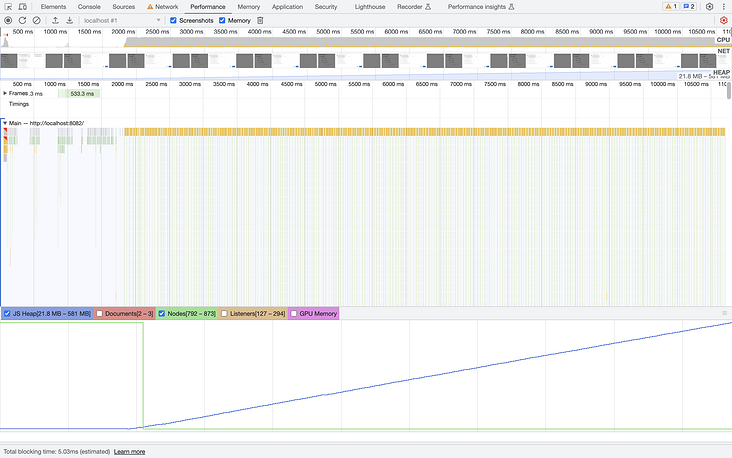 Elements Console Sources Network Performance Memory Application Security Lighthouse Recorder Performance insights 1 2
localhost #1 Screenshots Memory
500 ms 1000 ms 1500 ms 2000 ms 2500 ms 3000 ms 3500 ms 4000 ms 4500 ms 5000 ms 5500 ms 6000 ms 6500 ms 7000 ms 7500 ms 8000 ms 8500 ms 9000 ms 9500 ms 10000 ms 10500 ms
CPU
NET
HEAP
21.8 MB – 581 MB
500 ms 1000 ms 1500 ms 2000 ms 2500 ms 3000 ms 3500 ms 4000 ms 4500 ms 5000 ms 5500 ms 6000 ms 6500 ms 7000 ms 7500 ms 8000 ms 8500 ms 9000 ms 9500 ms 10000 ms 10500 ms
Frames .3 ms 533.3 ms
Timings
Main — http://localhost:8082/
JS Heap[21.8 MB – 581 MB] Documents[2 – 3] Nodes[792 – 873] Listeners[127 – 294] GPU Memory
Total blocking time: 5.03ms (estimated) Learn more